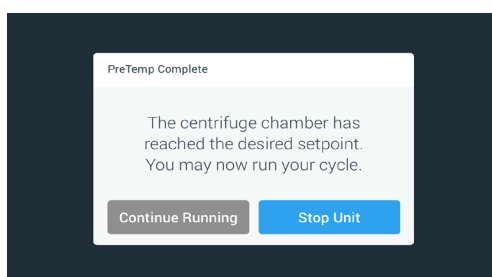 PreTemp Complete
The centrifuge chamber has
reached the desired setpoint.
You may now run your cycle.
Continue Running
Stop Unit